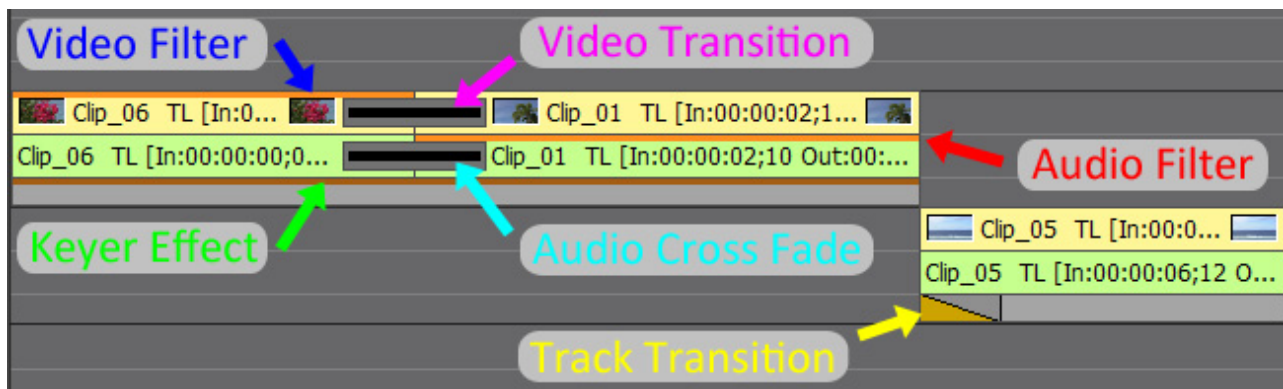 Video Filter
Video Transition
Clip_06 TL [In:0...
Clip_01 TL [In:00:00:02;1...
Clip_06 TL [In:00:00:00;0...
Clip_01 TL [In:00:00:02;10 Out:00:...
Audio Filter
Keyer Effect
Audio Cross Fade
Clip_05 TL [In:00:0...
Clip_05 TL [In:00:00:06;12 O...
Track Transition